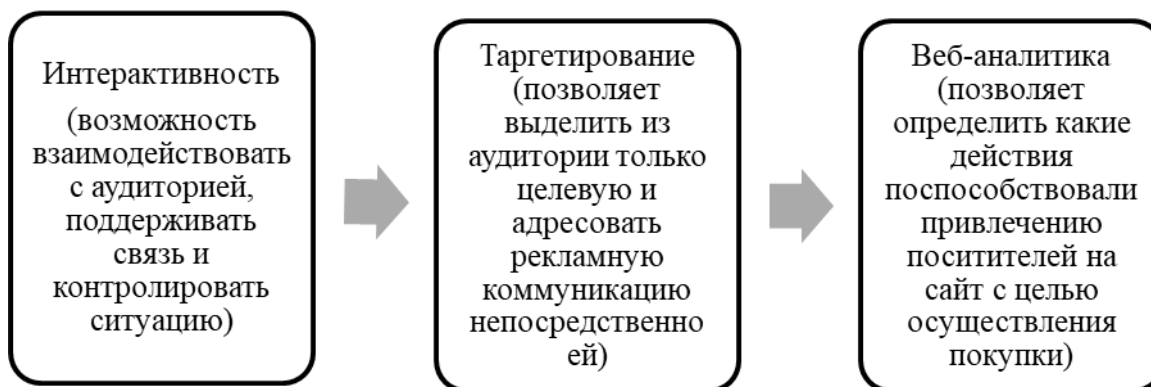 Интерактивность
(возможность
взаимодействовать
с аудиторией,
поддерживать
связь и
контролировать
ситуацию)
Таргетирование
(позволяет
выделить из
аудитории только
целевую и
адресовать
рекламную
коммуникацию
непосредственно
ей)
Веб-аналитика
(позволяет
определить какие
действия
поспособствовали
привлечению
поситителей на
сайт с целью
осуществления
покупки)